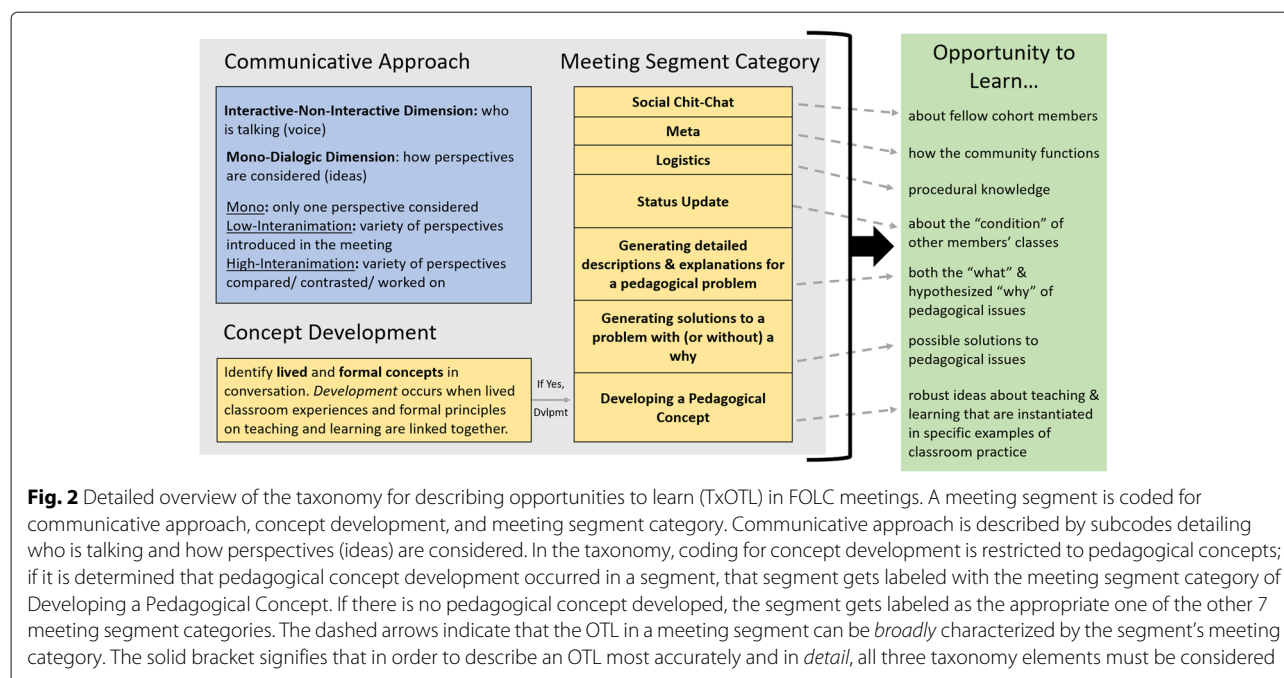 Communicative Approach
Interactive-Non-Interactive Dimension: who
is talking (voice)
Mono-Dialogic Dimension: how perspectives
are considered (ideas)
Mono: only one perspective considered
Low-Interanimation: variety of perspectives
introduced in the meeting
High-Interanimation: variety of perspectives
compared/ contrasted/ worked on
Concept Development
Identify lived and formal concepts in
conversation. Development occurs when lived
classroom experiences and formal principles
on teaching and learning are linked together.
If Yes,
Dvlpmt
Meeting Segment Category
Social Chit-Chat
Meta
Logistics
Status Update
Generating detailed
descriptions & explanations for
a pedagogical problem
Generating solutions to a
problem with (or without) a
why
Developing a Pedagogical
Concept
Opportunity to
Learn...
about fellow cohort members
how the community functions
procedural knowledge
about the “condition” of
other members’ classes
both the “what” &
hypothesized “why” of
pedagogical issues
possible solutions to
pedagogical issues
robust ideas about teaching &
learning that are instantiated
in specific examples of
classroom practice
Fig. 2 Detailed overview of the taxonomy for describing opportunities to learn (TxOTL) in FOLC meetings. A meeting segment is coded for
communicative approach, concept development, and meeting segment category. Communicative approach is described by subcodes detailing
who is talking and how perspectives (ideas) are considered. In the taxonomy, coding for concept development is restricted to pedagogical concepts;
if it is determined that pedagogical concept development occurred in a segment, that segment gets labeled with the meeting segment category of
Developing a Pedagogical Concept. If there is no pedagogical concept developed, the segment gets labeled as the appropriate one of the other 7
meeting segment categories. The dashed arrows indicate that the OTL in a meeting segment can be broadly characterized by the segment’s meeting
category. The solid bracket signifies that in order to describe an OTL most accurately and in detail, all three taxonomy elements must be considered